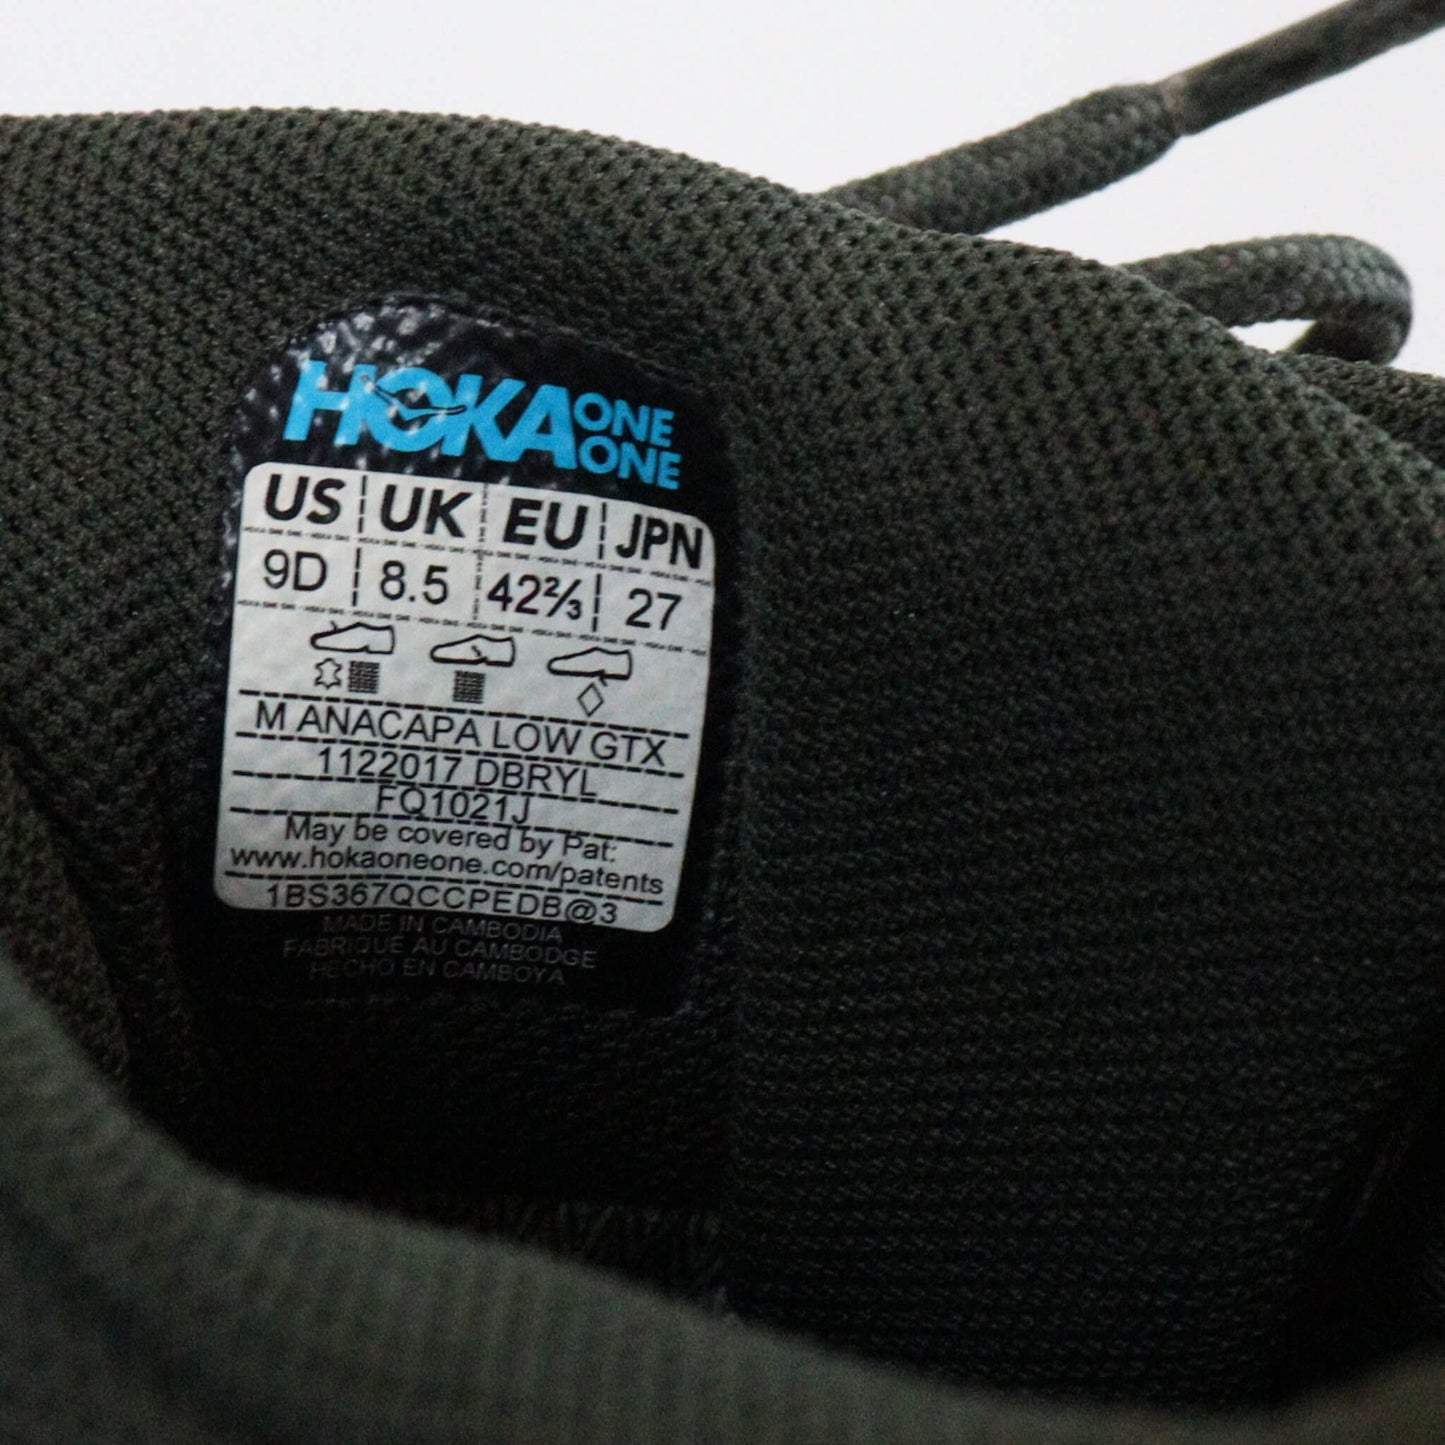 HOKA ONE ONE
US UK EU JPN
9D 8.5 42⅔ 27
M ANACAPA LOW GTX
1122017 DBRYL
FQ1021J
May be covered by Pat:
www.hokaoneone.com/patents
1BS367QCCPEDB@3
MADE IN CAMBODIA
FABRIQUÉ AU CAMBODGE
HECHO EN CAMBOYA